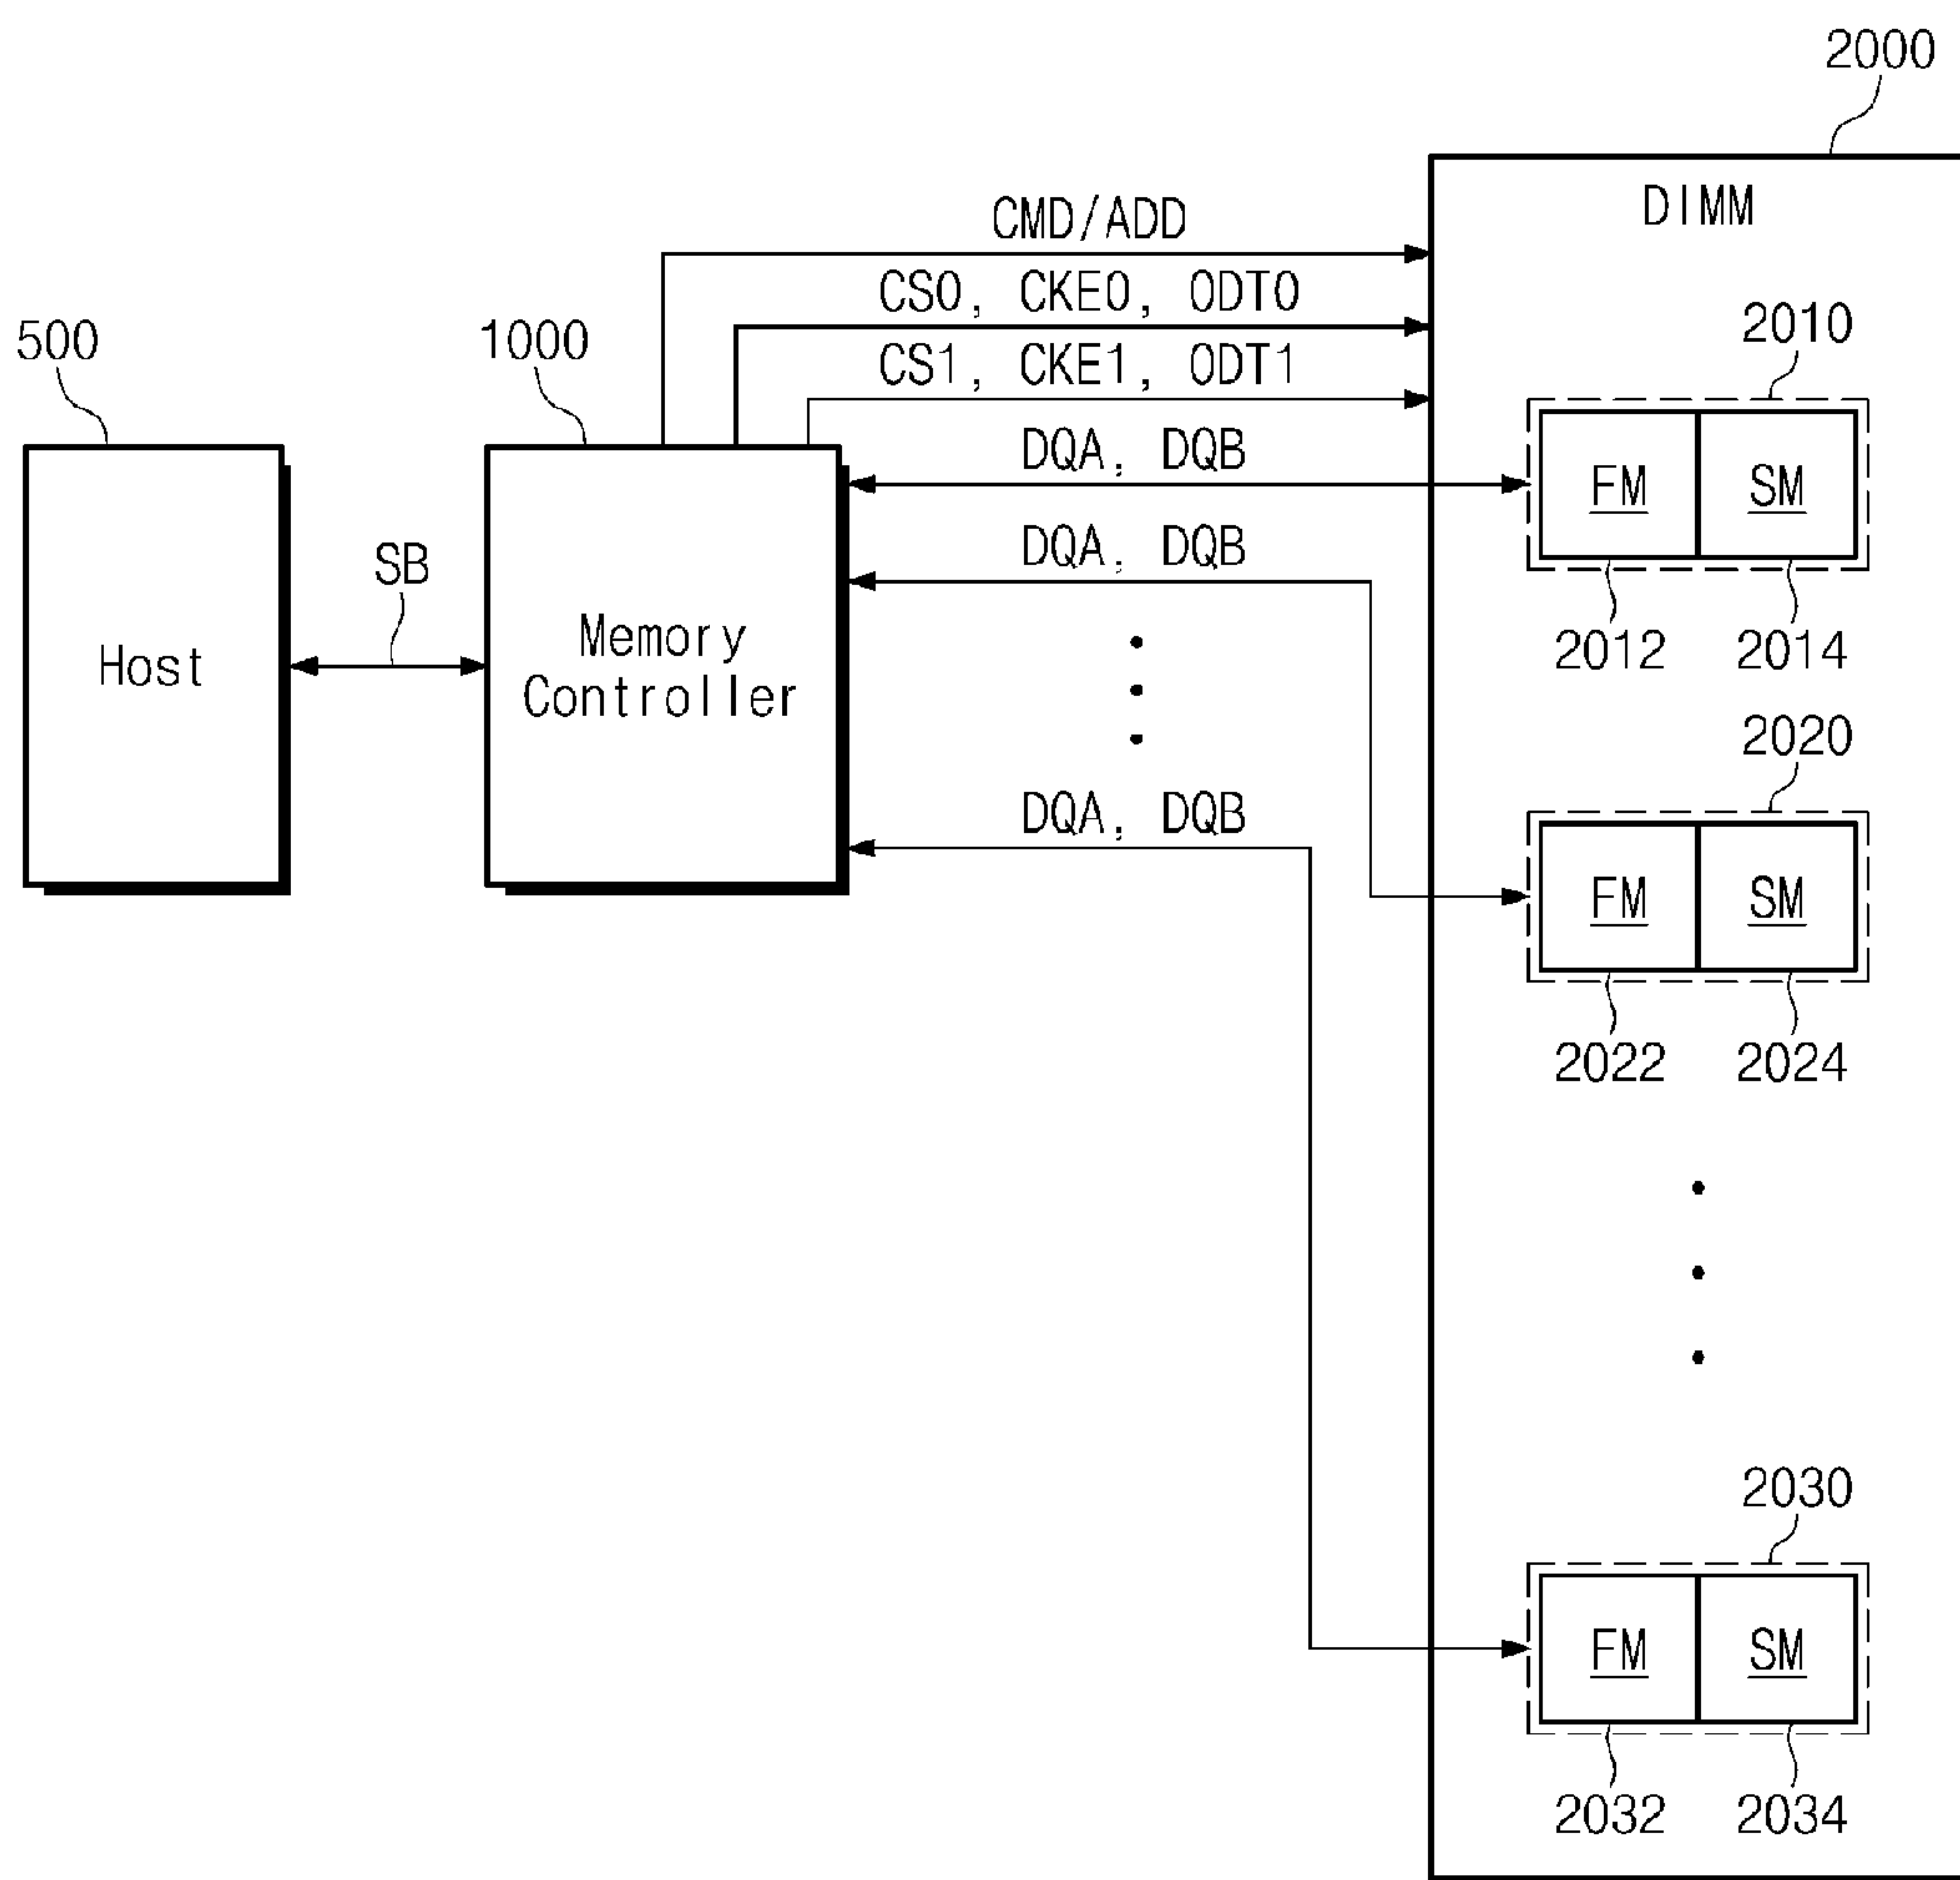 2000
DIMM
CMD/ADD
CS0, CKE0, ODT0
CS1, CKE1, ODT1
500
1000
2010
DQA, DQB
FM
SM
DQA, DQB
SB
Host
Memory
Controller
2012
2014
2020
DQA, DQB
FM
SM
2022
2024
2030
FM
SM
2032
2034